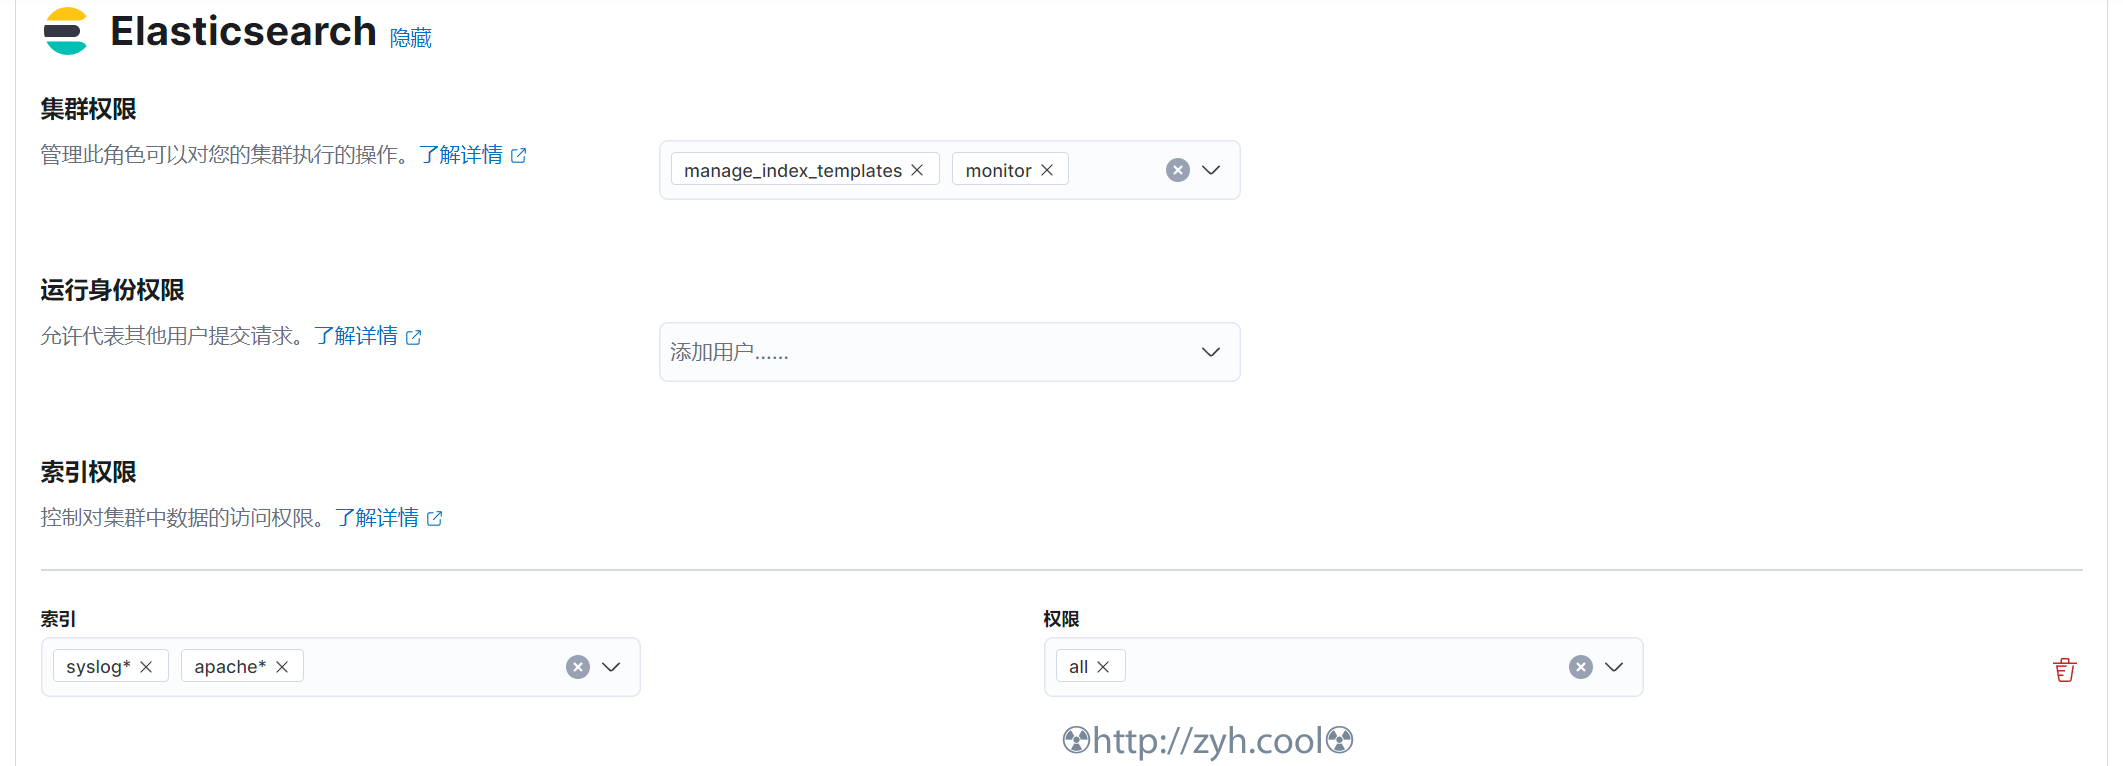 Elasticsearch 隐藏
集群权限
管理此角色可以对您的集群执行的操作。了解详情
manage_index_templates monitor
运行身份权限
允许代表其他用户提交请求。了解详情
添加用户......
索引权限
控制对集群中数据的访问权限。了解详情
索引 权限
syslog* apache* all
☢http://zyh.cool☢